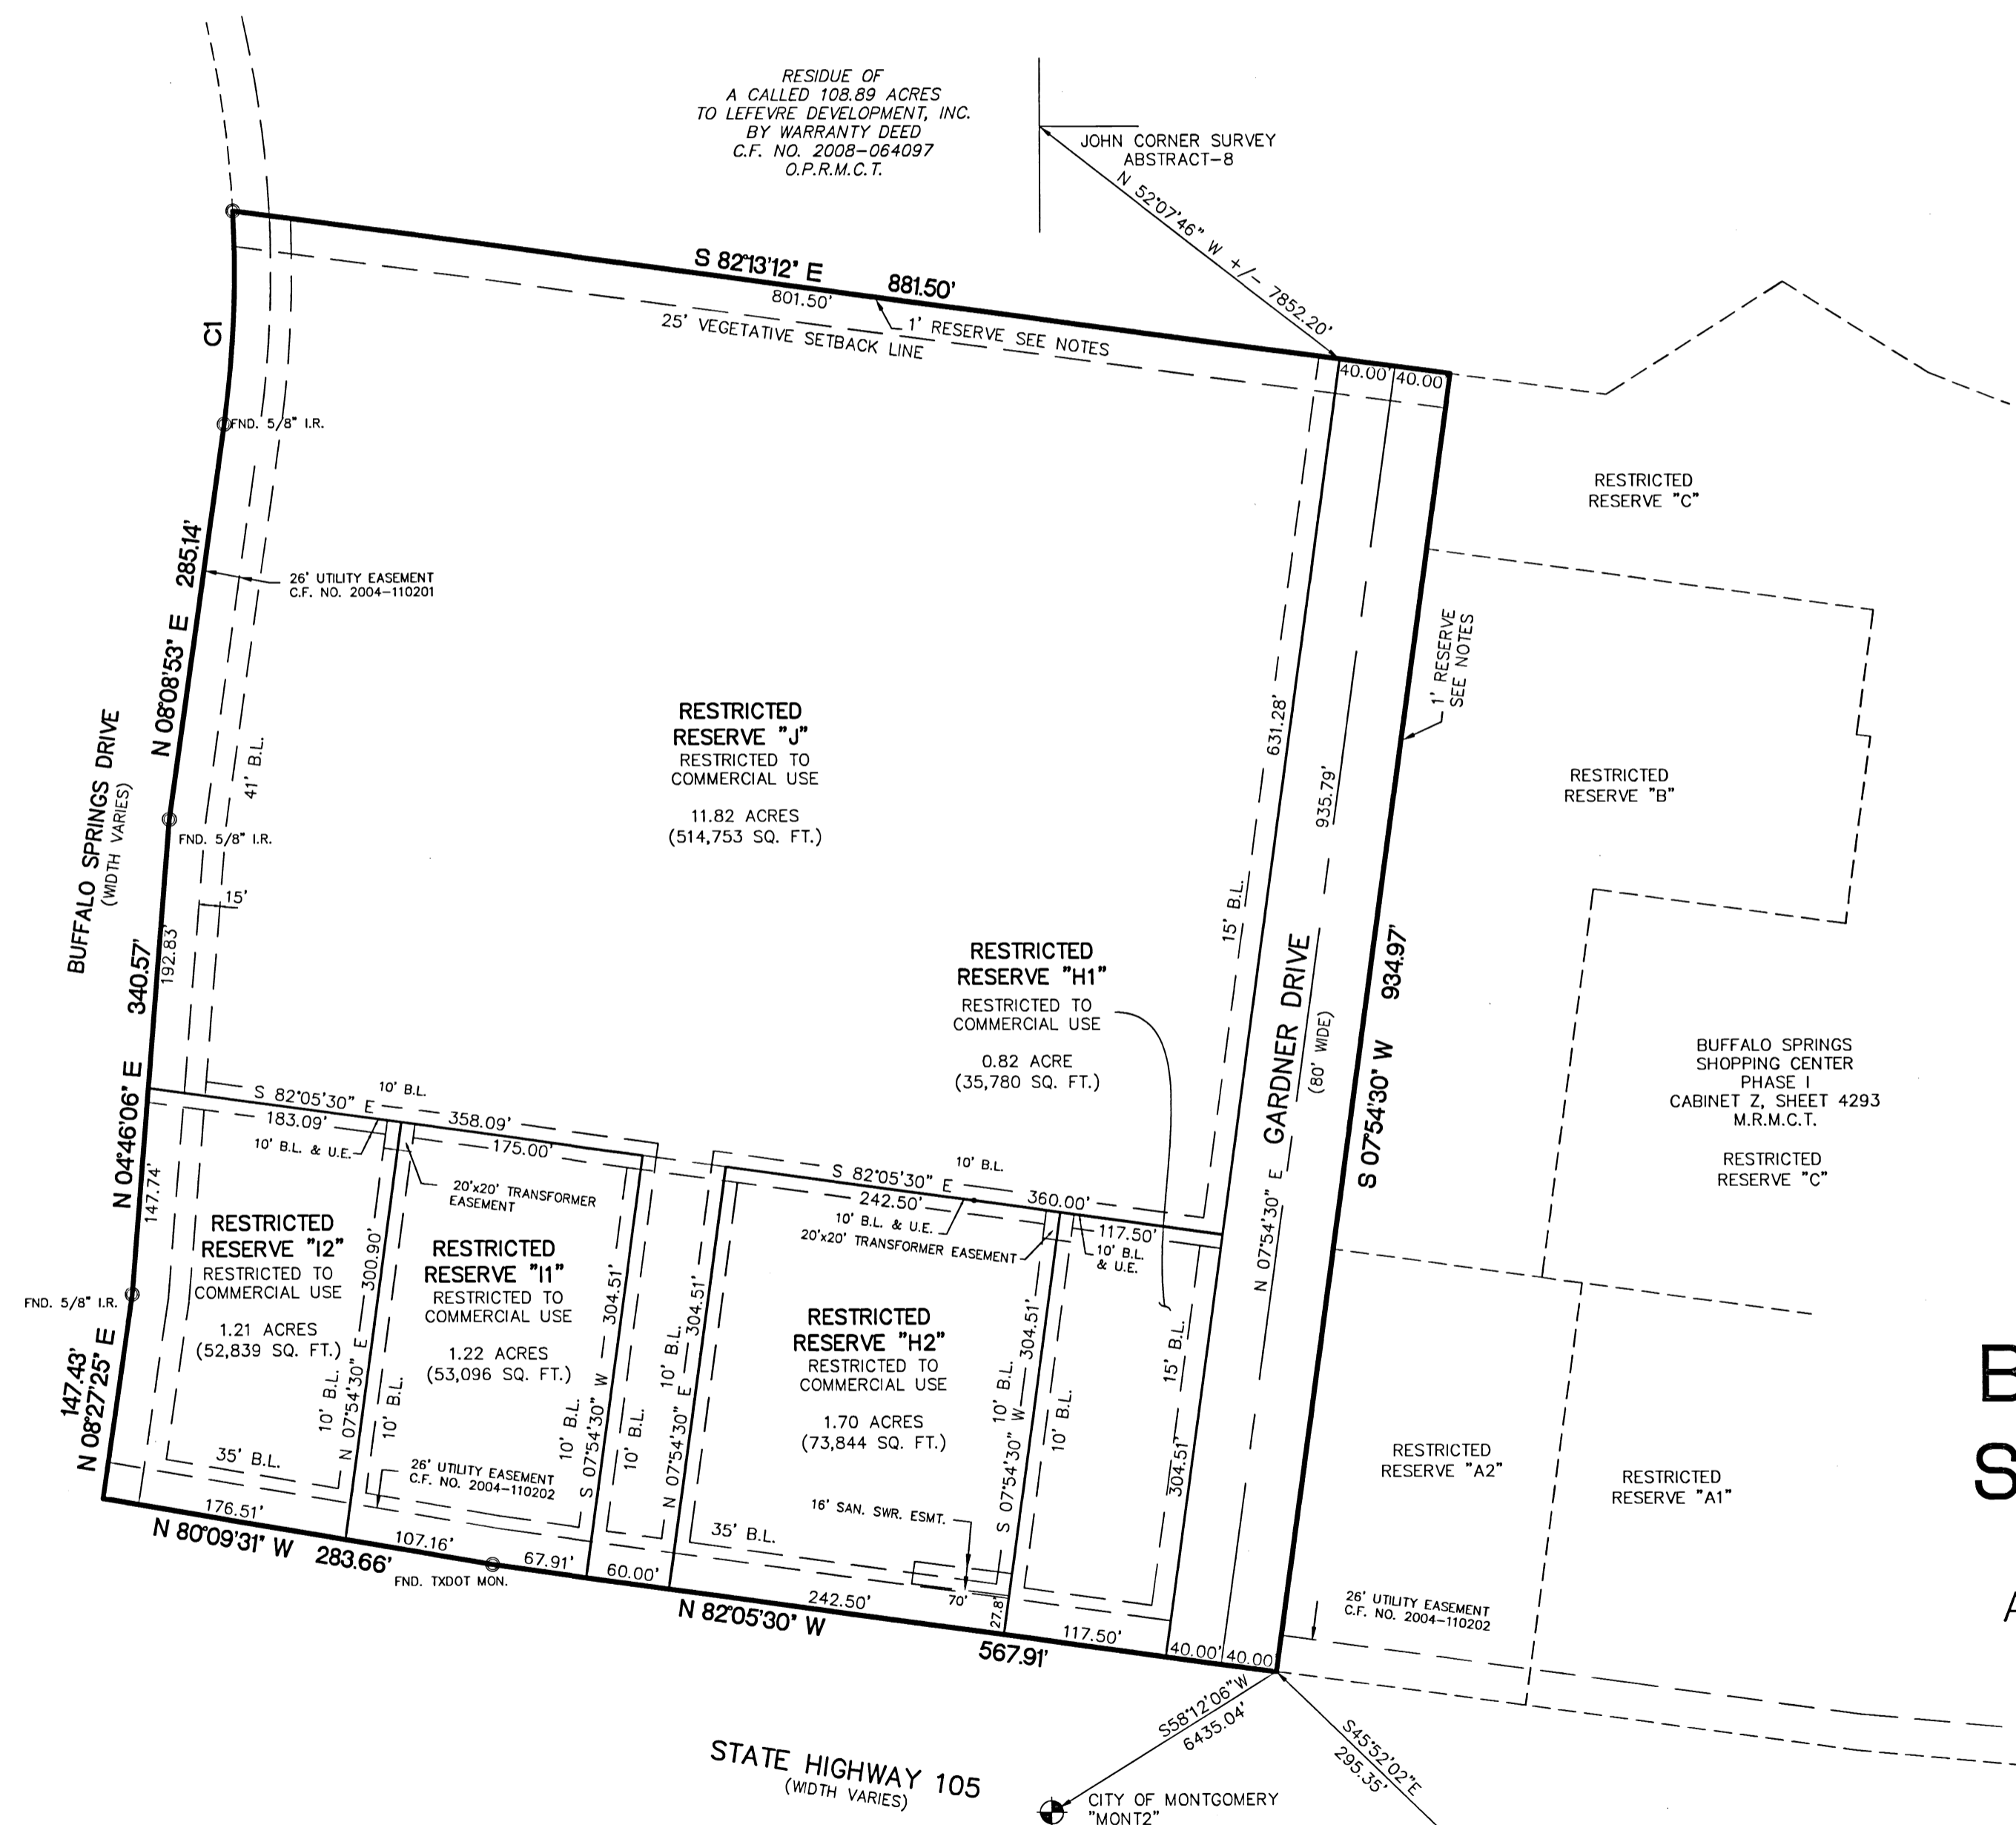 RESIDUE OF
A CALLED 108.89 ACRES
TO LEFEVRE DEVELOPMENT, INC.
BY WARRANTY DEED
C.F. NO. 2008-064097
O.P.R.M.C.T.
JOHN CORNER SURVEY
ABSTRACT-8
N 52°07'46" W +/- 7852.20'
S 82°13'12" E 881.50'
801.50'
1' RESERVE SEE NOTES
25' VEGETATIVE SETBACK LINE
40.00' 40.00
C1
FND. 5/8" I.R.
RESTRICTED
RESERVE "C"
N 08°08'53" E 285.14'
26' UTILITY EASEMENT
C.F. NO. 2004-110201
1' RESERVE
SEE NOTES
631.28'
935.79'
BUFFALO SPRINGS DRIVE
(WIDTH VARIES)
41' B.L.
RESTRICTED
RESERVE "J"
RESTRICTED TO
COMMERCIAL USE
11.82 ACRES
(514,753 SQ. FT.)
RESTRICTED
RESERVE "B"
FND. 5/8" I.R.
15'
15' B.L.
N 04°46'06" E 340.57'
192.83'
RESTRICTED
RESERVE "H1"
RESTRICTED TO
COMMERCIAL USE
0.82 ACRE
(35,780 SQ. FT.)
N 07°54'30" E GARDNER DRIVE
(80' WIDE)
S 07°54'30" W 934.97'
BUFFALO SPRINGS
SHOPPING CENTER
PHASE I
CABINET Z, SHEET 4293
M.R.M.C.T.
RESTRICTED
RESERVE "C"
10' B.L.
S 82°05'30" E 358.09'
183.09'
175.00'
10' B.L. & U.E.
20'x20' TRANSFORMER
EASEMENT
10' B.L.
S 82°05'30" E 360.00'
242.50'
10' B.L. & U.E.
20'x20' TRANSFORMER EASEMENT
117.50'
10' B.L.
& U.E.
147.74'
RESTRICTED
RESERVE "I2"
RESTRICTED TO
COMMERCIAL USE
1.21 ACRES
(52,839 SQ. FT.)
10' B.L.
N 07°54'30" E 300.90'
10' B.L.
RESTRICTED
RESERVE "I1"
RESTRICTED TO
COMMERCIAL USE
1.22 ACRES
(53,096 SQ. FT.)
10' B.L.
S 07°54'30" W 304.51'
10' B.L.
10' B.L.
N 07°54'30" E 304.51'
RESTRICTED
RESERVE "H2"
RESTRICTED TO
COMMERCIAL USE
1.70 ACRES
(73,844 SQ. FT.)
10' B.L.
S 07°54'30" W 304.51'
10' B.L.
15' B.L.
304.51'
FND. 5/8" I.R.
147.43'
N 08°27'25" E
35' B.L.
26' UTILITY EASEMENT
C.F. NO. 2004-110202
16' SAN. SWR. ESMT.
35' B.L.
RESTRICTED
RESERVE "A2"
RESTRICTED
RESERVE "A1"
B
S
A
176.51'
N 80°09'31" W 283.66'
107.16'
67.91'
FND. TXDOT MON.
60.00'
242.50'
70'
27.8'
117.50'
40.00' 40.00
N 82°05'30" W 567.91'
26' UTILITY EASEMENT
C.F. NO. 2004-110202
S58°12'06"W
6435.04'
S45°52'02"E
295.35'
STATE HIGHWAY 105
(WIDTH VARIES)
CITY OF MONTGOMERY
"MONT2"